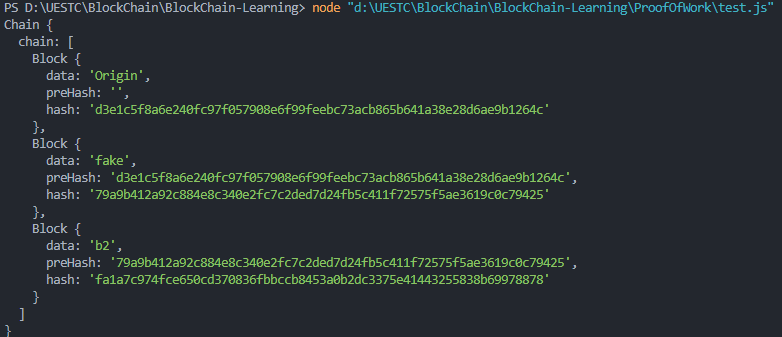 PS D:\UESTC\BlockChain\BlockChain-Learning> node "d:\UESTC\BlockChain\BlockChain-Learning\ProofOfWork\test.js"
Chain {
  chain: [
    Block {
      data: 'Origin',
      preHash: '',
      hash: 'd3e1c5f8a6e240fc97f057908e6f99feebc73acb865b641a38e28d6ae9b1264c'
    },
    Block {
      data: 'fake',
      preHash: 'd3e1c5f8a6e240fc97f057908e6f99feebc73acb865b641a38e28d6ae9b1264c',
      hash: '79a9b412a92c884e8c340e2fc7c2ded7d24fb5c411f72575f5ae3619c0c79425'
    },
    Block {
      data: 'b2',
      preHash: '79a9b412a92c884e8c340e2fc7c2ded7d24fb5c411f72575f5ae3619c0c79425',
      hash: 'fa1a7c974fce650cd370836fbbccb8453a0b2dc3375e41443255838b69978878'
    }
  ]
}